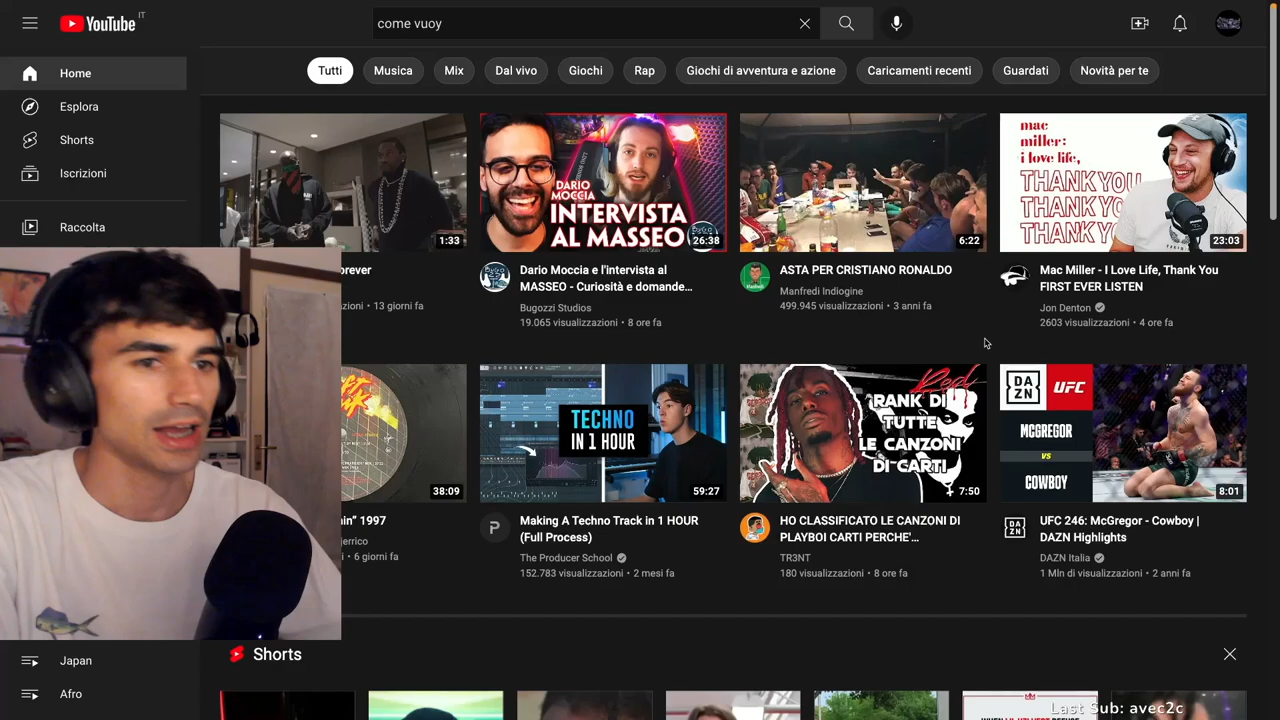 YouTube IT
come vuoy
Home
Esplora
Shorts
Iscrizioni
Raccolta
Japan
Afro
Tutti
Musica
Mix
Dal vivo
Giochi
Rap
Giochi di avventura e azione
Caricamenti recenti
Guardati
Novità per te
1:33
DARIO
MOCCIA
INTERVISTA
AL MASSEO
26:38
6:22
mac
miller:
i love life,
THANK YOU
THANK YOU
THANK YOU
23:03
orever
13 giorni fa
Dario Moccia e l'intervista al
MASSEO - Curiosità e domande...
Bugozzi Studios
19.065 visualizzazioni • 8 ore fa
ASTA PER CRISTIANO RONALDO
Manfredi Indiogine
499.945 visualizzazioni • 3 anni fa
Mac Miller - I Love Life, Thank You
FIRST EVER LISTEN
Jon Denton
2603 visualizzazioni • 4 ore fa
38:09
TECHNO
IN 1 HOUR
59:27
Red
RANK DI
TUTTE
LE CANZONI
DI CARTI
7:50
DAZN
UFC
MCGREGOR
VS
COWBOY
8:01
in" 1997
jerrico
• 6 giorni fa
P
Making A Techno Track in 1 HOUR
(Full Process)
The Producer School
152.783 visualizzazioni • 2 mesi fa
HO CLASSIFICATO LE CANZONI DI
PLAYBOI CARTI PERCHE'...
TR3NT
180 visualizzazioni • 8 ore fa
DAZN
UFC 246: McGregor - Cowboy |
DAZN Highlights
DAZN Italia
1 Mln di visualizzazioni • 2 anni fa
Shorts
Last Sub: avec2c